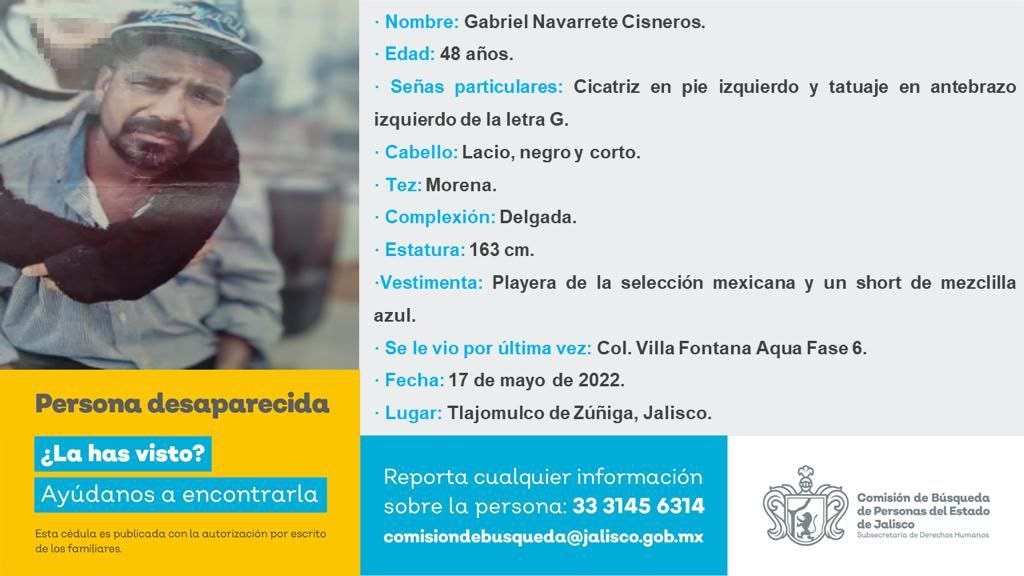 · Nombre: Gabriel Navarrete Cisneros.
· Edad: 48 años.
· Señas particulares: Cicatriz en pie izquierdo y tatuaje en antebrazo
izquierdo de la letra G.
· Cabello: Lacio, negro y corto.
· Tez: Morena.
· Complexión: Delgada.
· Estatura: 163 cm.
·Vestimenta: Playera de la selección mexicana y un short de mezclilla
azul.
· Se le vio por última vez: Col. Villa Fontana Aqua Fase 6.
· Fecha: 17 de mayo de 2022.
· Lugar: Tlajomulco de Zúñiga, Jalisco.
Persona desaparecida
¿La has visto?
Ayúdanos a encontrarla
Esta cédula es publicada con la autorización por escrito
de los familiares.
Reporta cualquier información
sobre la persona: 33 3145 6314
comisiondebusqueda@jalisco.gob.mx
Comisión de Búsqueda
de Personas del Estado
de Jalisco
Subsecretaría de Derechos Humanos